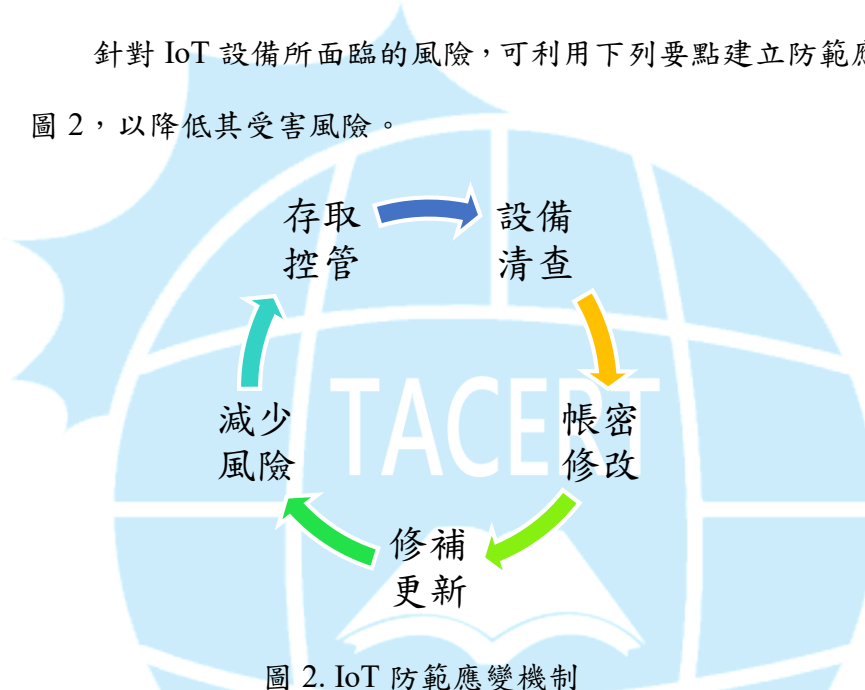 針對 IoT 設備所面臨的風險，可利用下列要點建立防範
圖 2，以降低其受害風險。
存取
控管
設備
清查
帳密
修改
修補
更新
減少
風險
TACERT
圖 2. IoT 防範應變機制